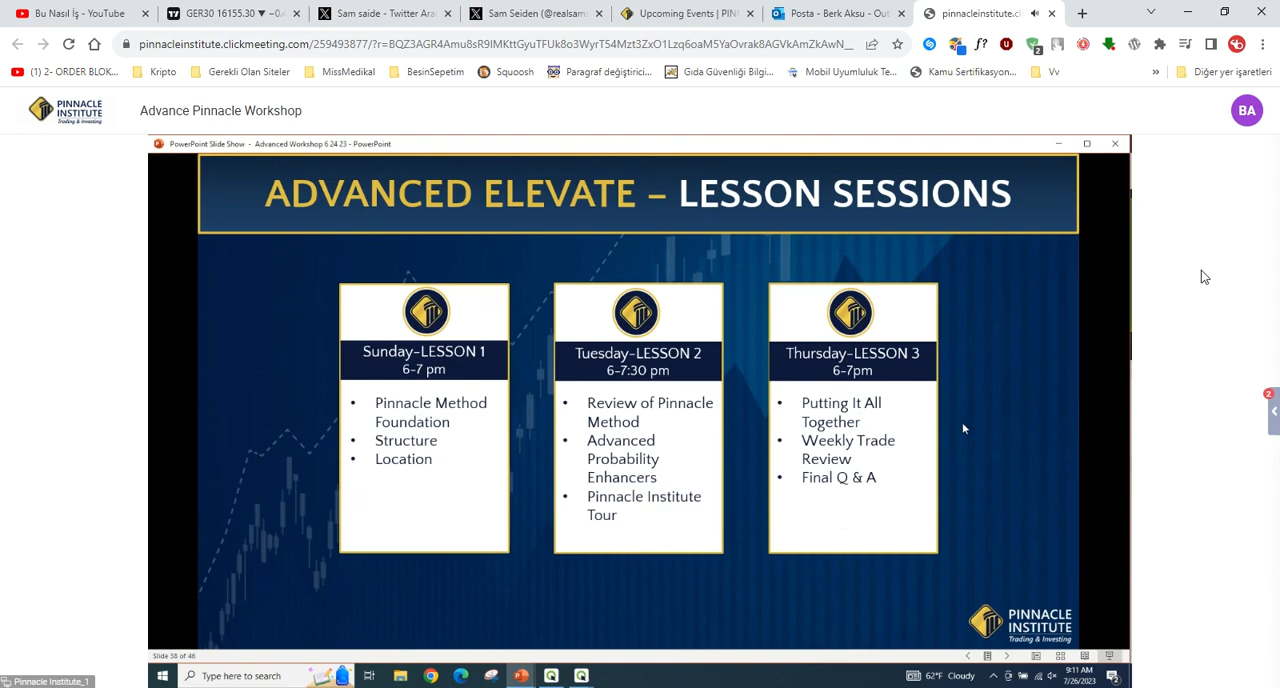 Bu Nasıl İş - YouTube
GER30 16155.30 ▼ −0.
Sam saide - Twitter Ara
Sam Seiden (@realsam
Upcoming Events | PIN
Posta - Berk Aksu - Out
pinnacleinstitute.c
pinnacleinstitute.clickmeeting.com
(1) 2- ORDER BLOK...
Kripto
Gerekli Olan Siteler
MissMedikal
BesinSepetim
Squoosh
Paragraf değiştirici...
Gıda Güvenliği Bilgi...
Mobil Uyumluluk Te...
Kamu Sertifikasyon...
Vv
»
Diğer yer işaretleri
PINNACLE
INSTITUTE
Trading & Investing
Advance Pinnacle Workshop
BA
PowerPoint Slide Show - Advanced Workshop 6 24 23 - PowerPoint
ADVANCED ELEVATE – LESSON SESSIONS
Sunday-LESSON 1
6-7 pm
• Pinnacle Method
Foundation
• Structure
• Location
Tuesday-LESSON 2
6-7:30 pm
• Review of Pinnacle
Method
• Advanced
Probability
Enhancers
• Pinnacle Institute
Tour
Thursday-LESSON 3
6-7pm
• Putting It All
Together
• Weekly Trade
Review
• Final Q & A
2
PINNACLE
INSTITUTE
Trading & Investing
Slide 38 of 46
Type here to search
62°F Cloudy
9:11 AM
7/26/2023
Pinnacle Institute_1